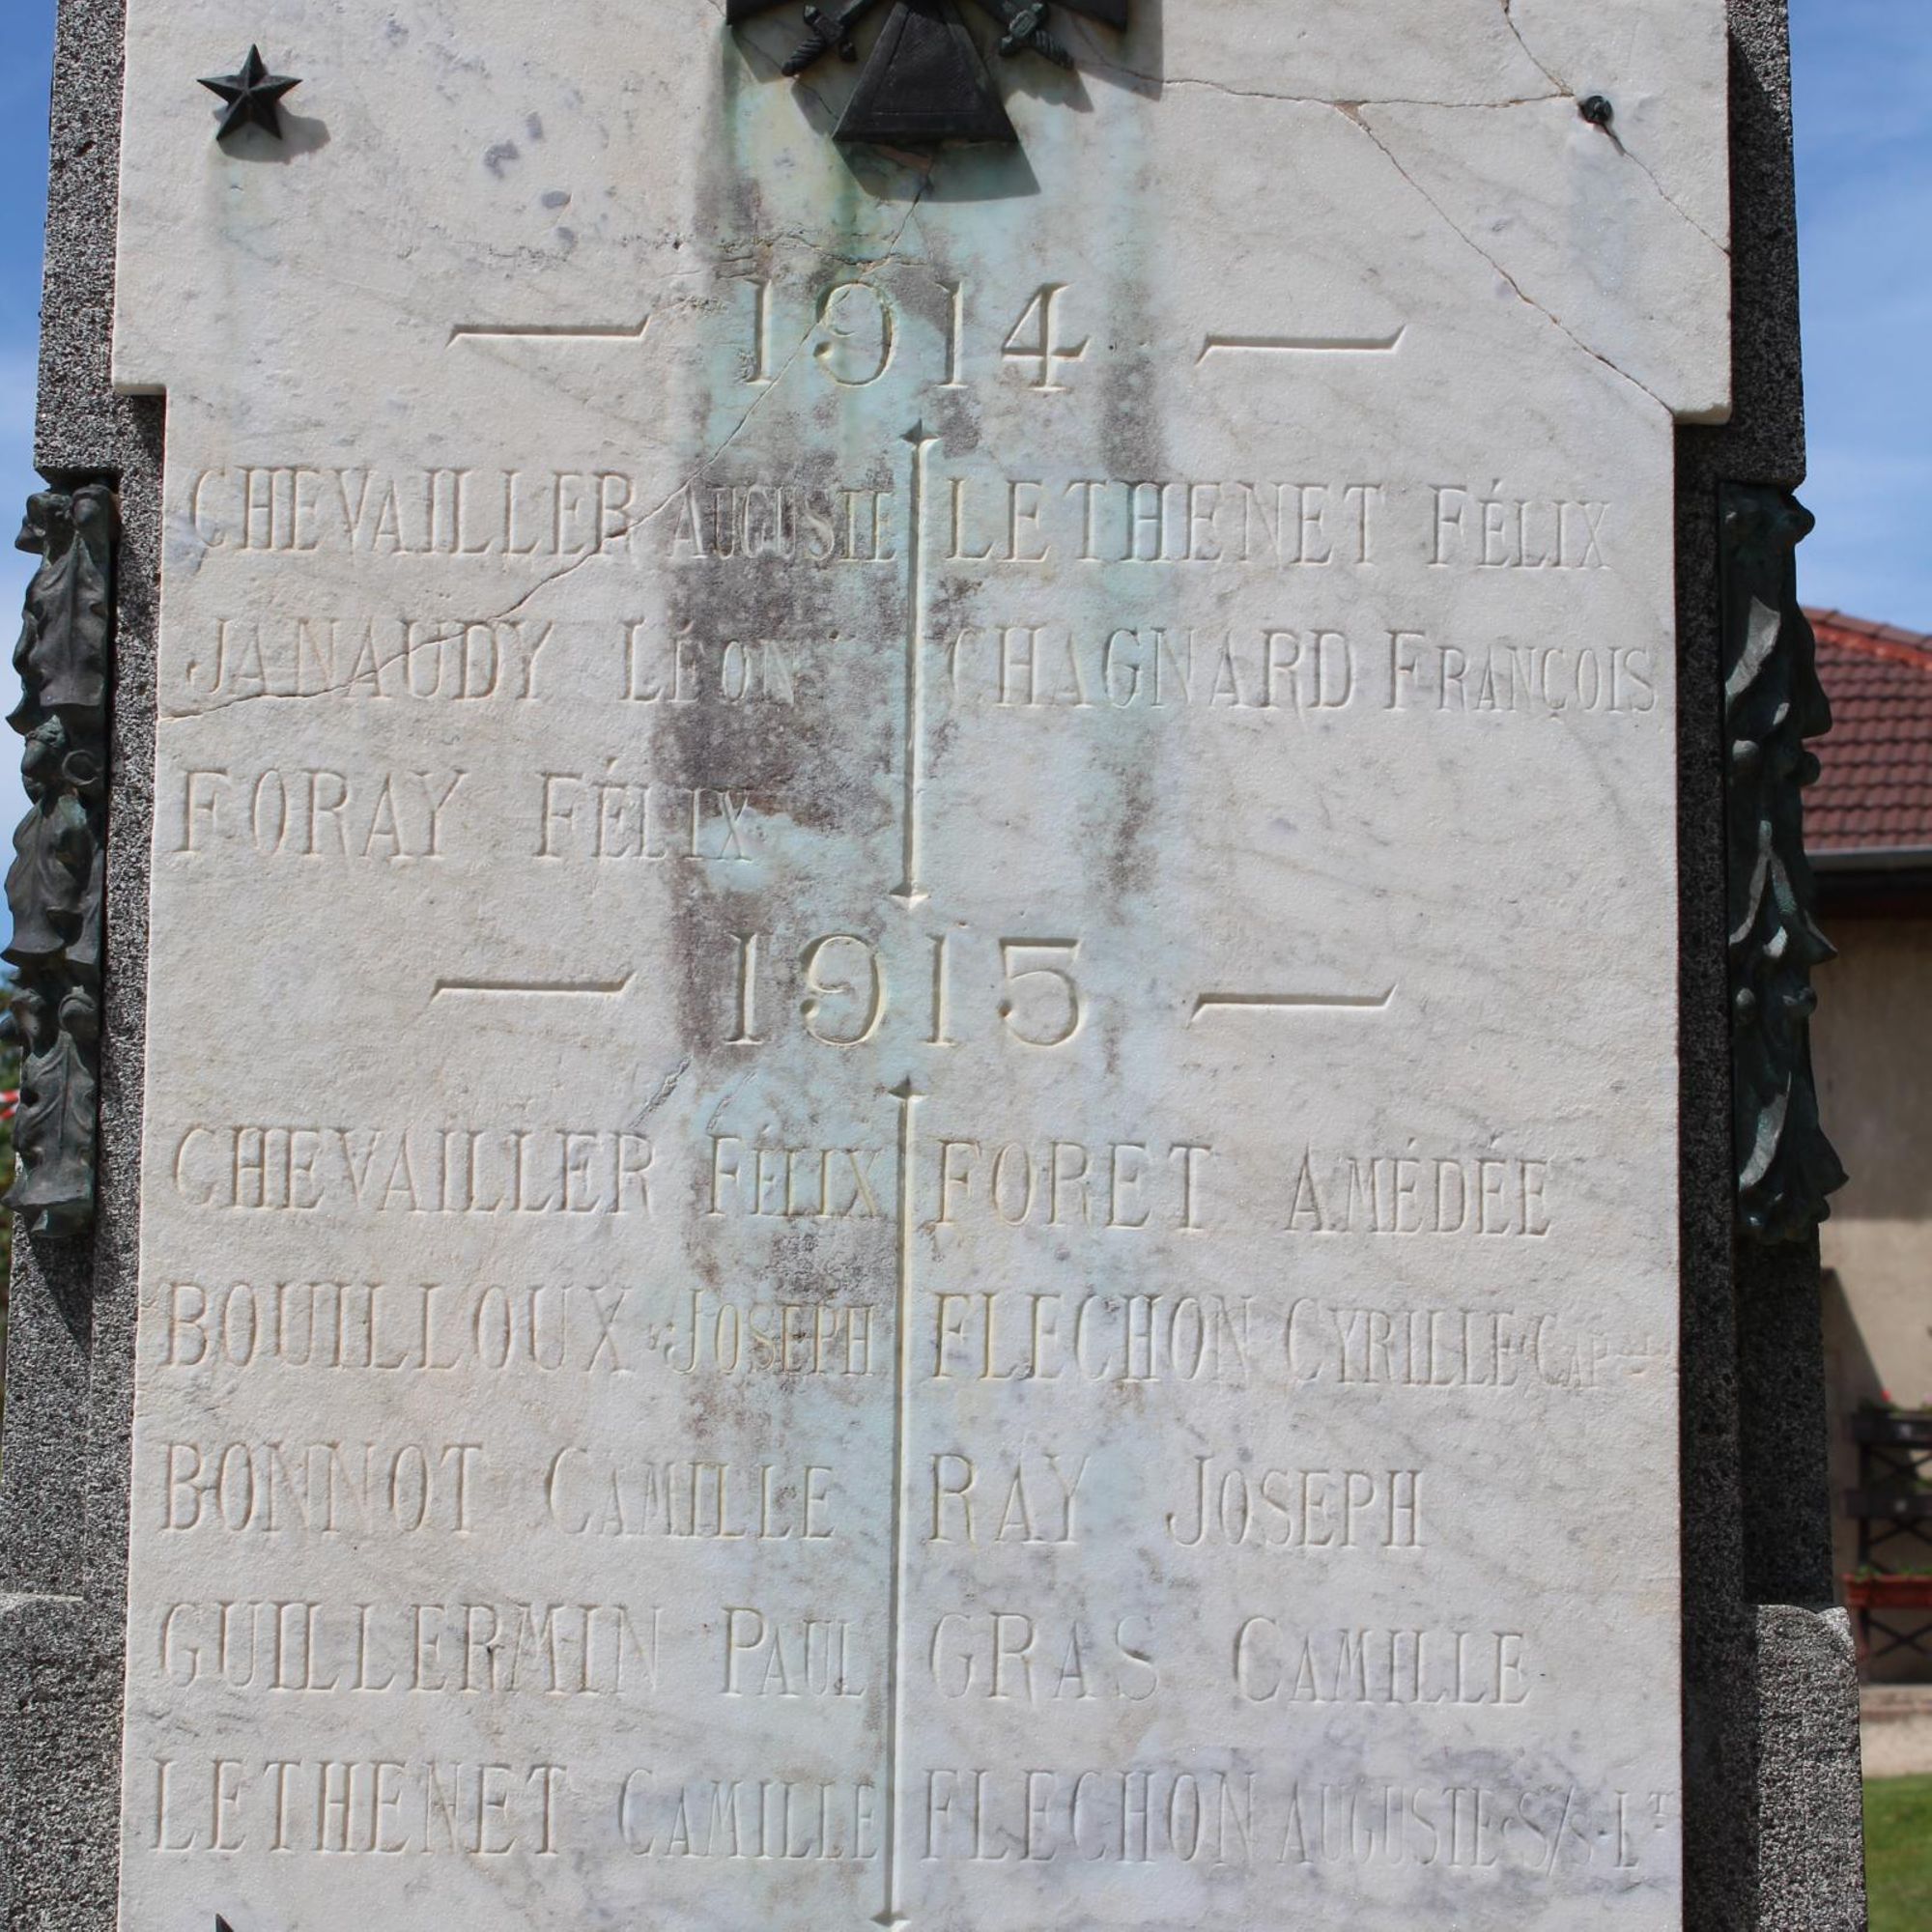 1914
CHEVAILLER AUGUSTE
JANAUDY LÉON
FORAY FÉLIX
LETHENET FÉLIX
CHAGNARD FRANÇOIS
1915
CHEVAILLER FÉLIX
BOUILLOUX JOSEPH
BONNOT CAMILLE
GUILLERMIN PAUL
LETHENET CAMILLE
FORET AMÉDÉE
FLECHON CYRILLE
RAY JOSEPH
GRAS CAMILLE
FLECHON AUGUSTE S/S-LT